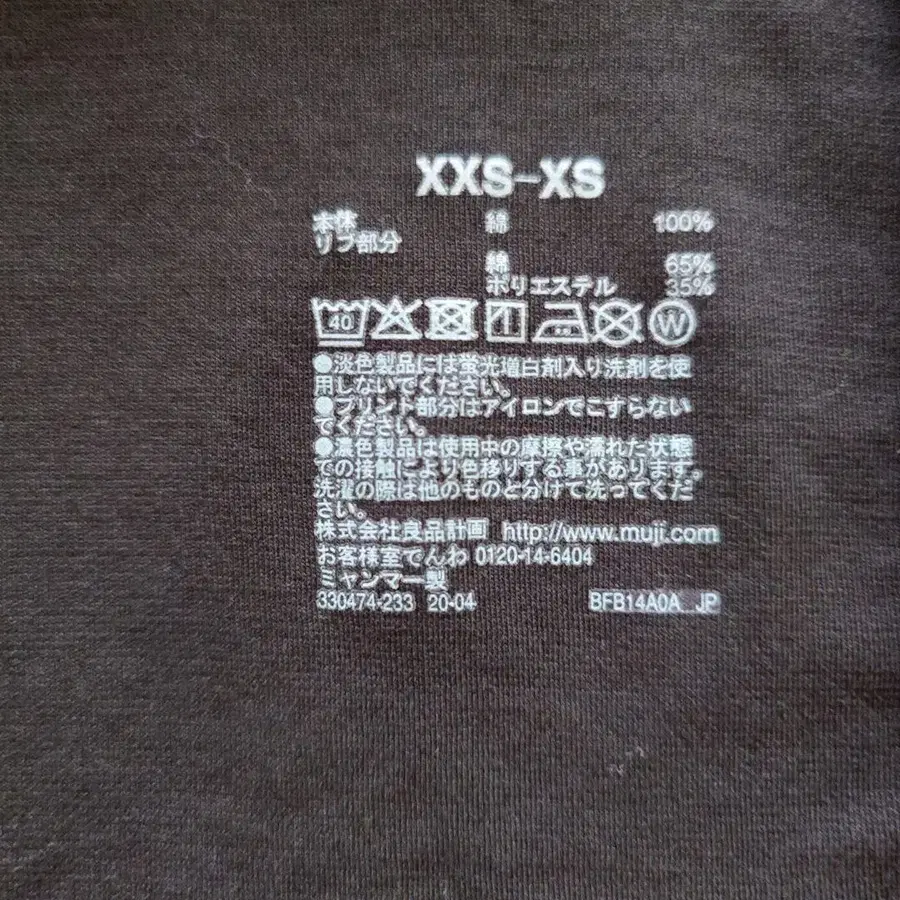 XXS-XS
本体 綿 100%
リブ部分
綿 65%
ポリエステル 35%
40 W
●淡色製品には蛍光増白剤入り洗剤を使
用しないでください。
●プリント部分はアイロンでこすらない
でください。
●濃色製品は使用中の摩擦や濡れた状態
での接触により色移りする事があります。
洗濯の際は他のものと分けて洗ってくだ
さい。
株式会社良品計画 http://www.muji.com
お客様室でんわ 0120-14-6404
ミャンマー製
330474-233 20-04 BFB14A0A JP